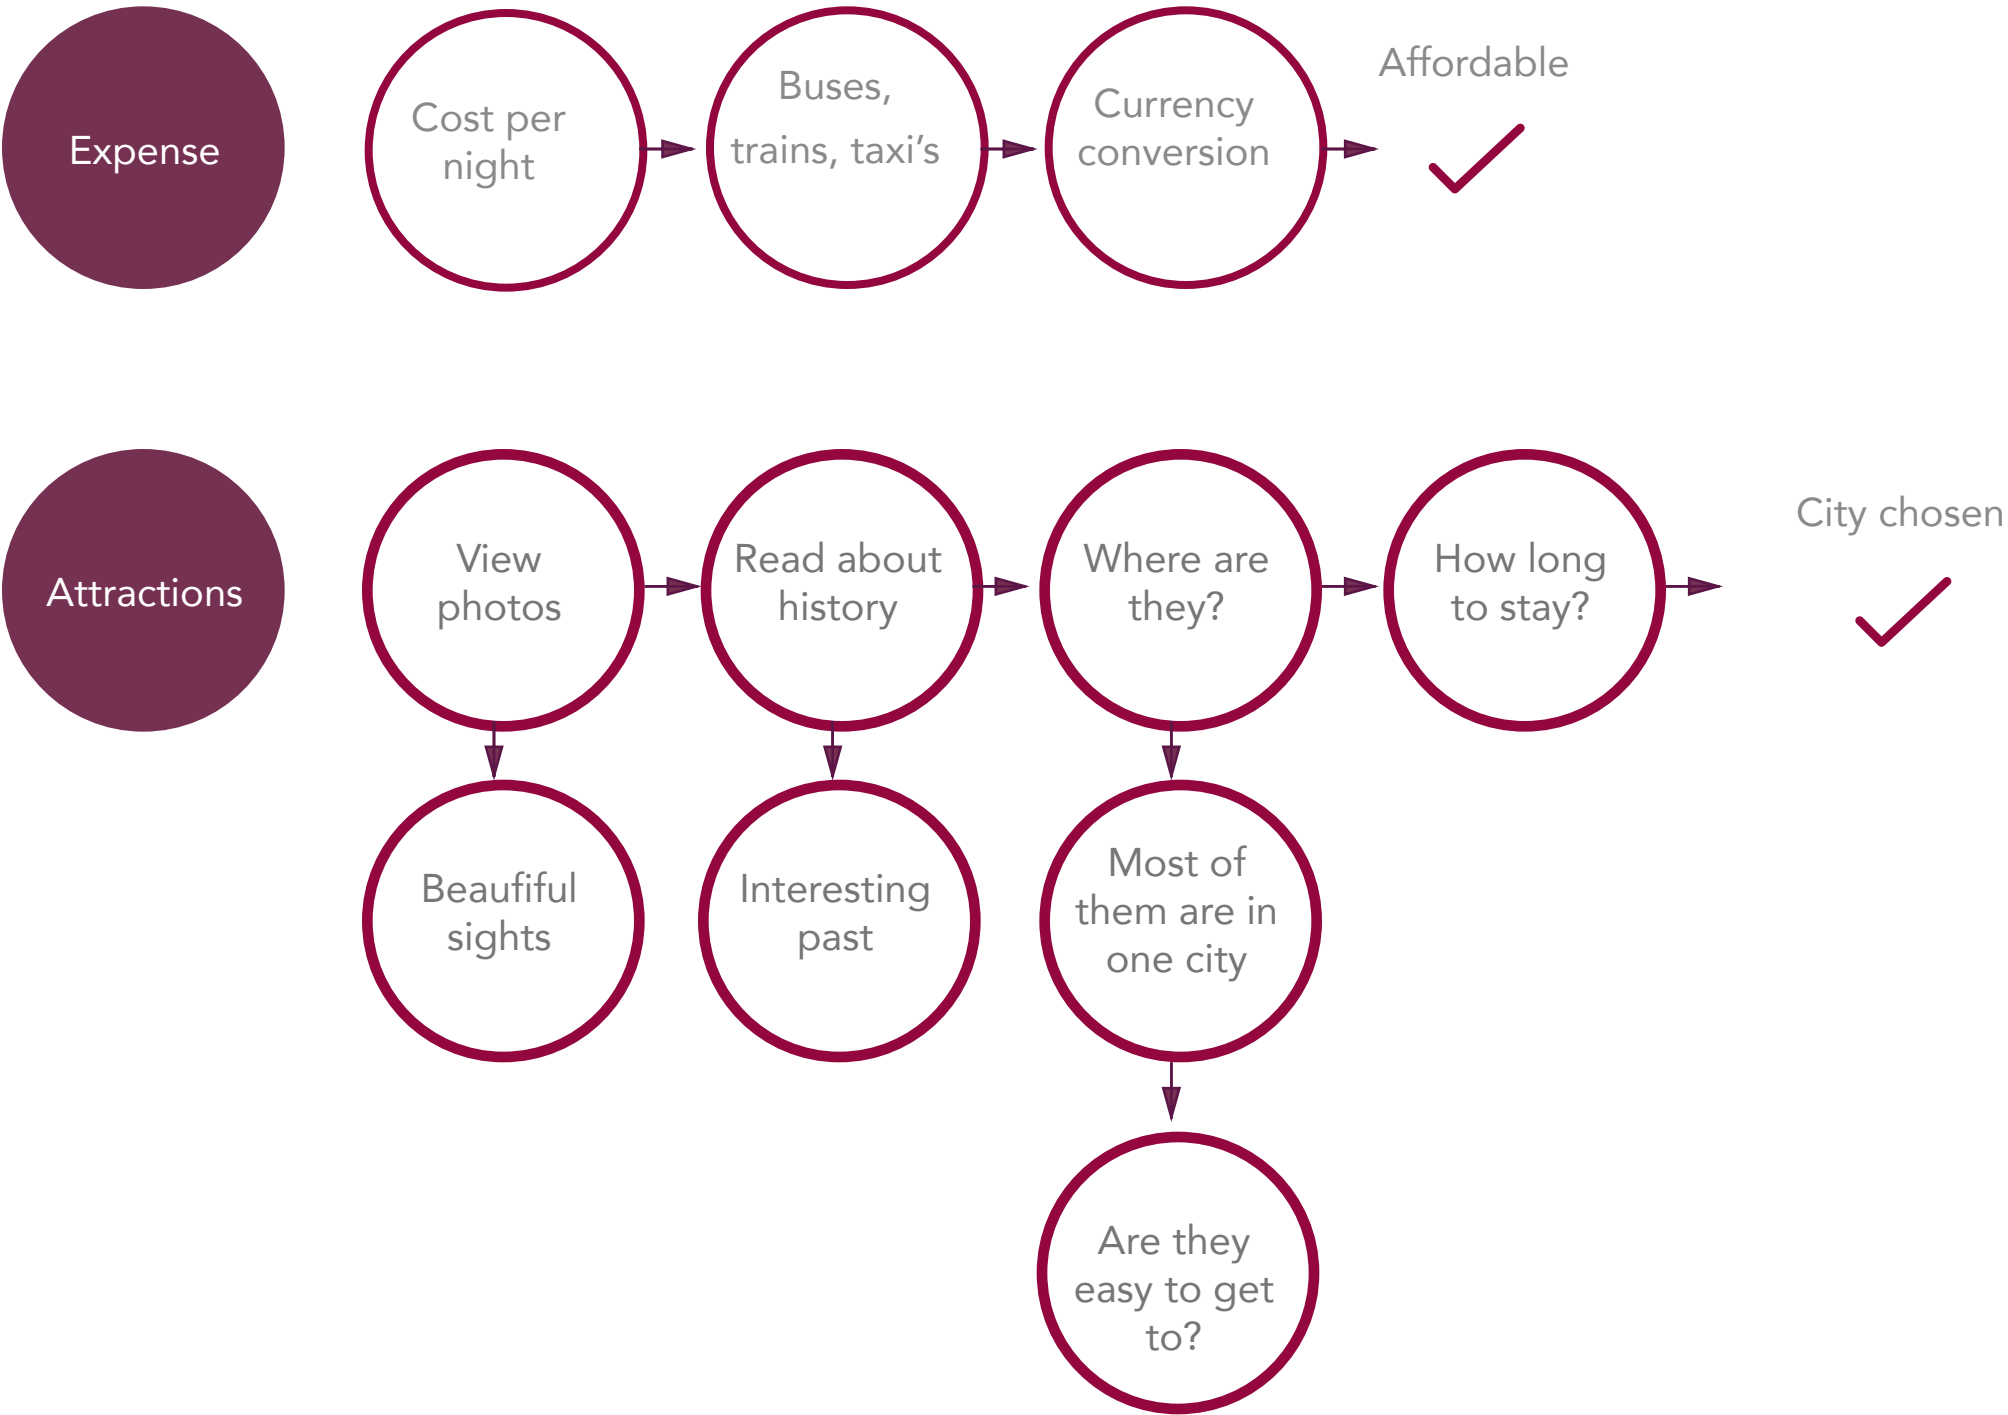 Expense
Cost per
night
Buses,
trains, taxi's
Currency
conversion
Affordable
Attractions
View
photos
Read about
history
Where are
they?
How long
to stay?
City chosen
Beaufiful
sights
Interesting
past
Most of
them are in
one city
Are they
easy to get
to?